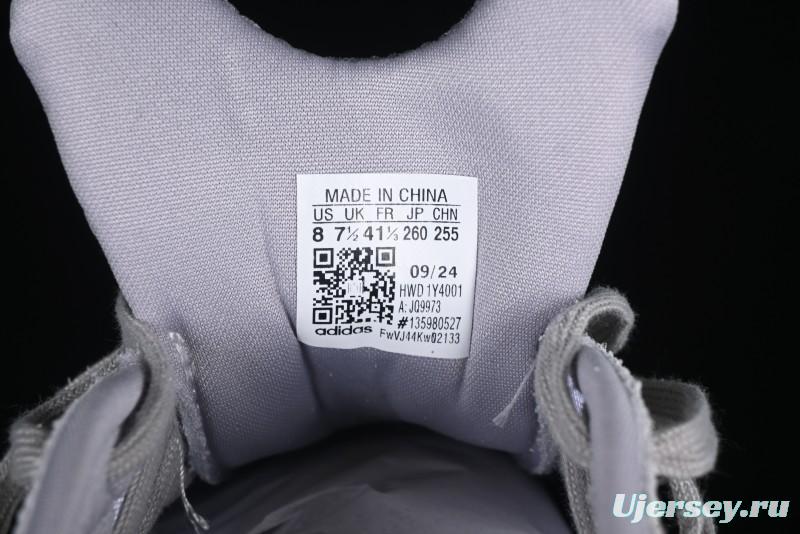 MADE IN CHINA
US UK FR JP CHN
8 7½ 41⅓ 260 255
09/24
HWD 1Y4001
A: JQ9973
#135980527
adidas
FwVJ44Kw02133
Ujersey.ru